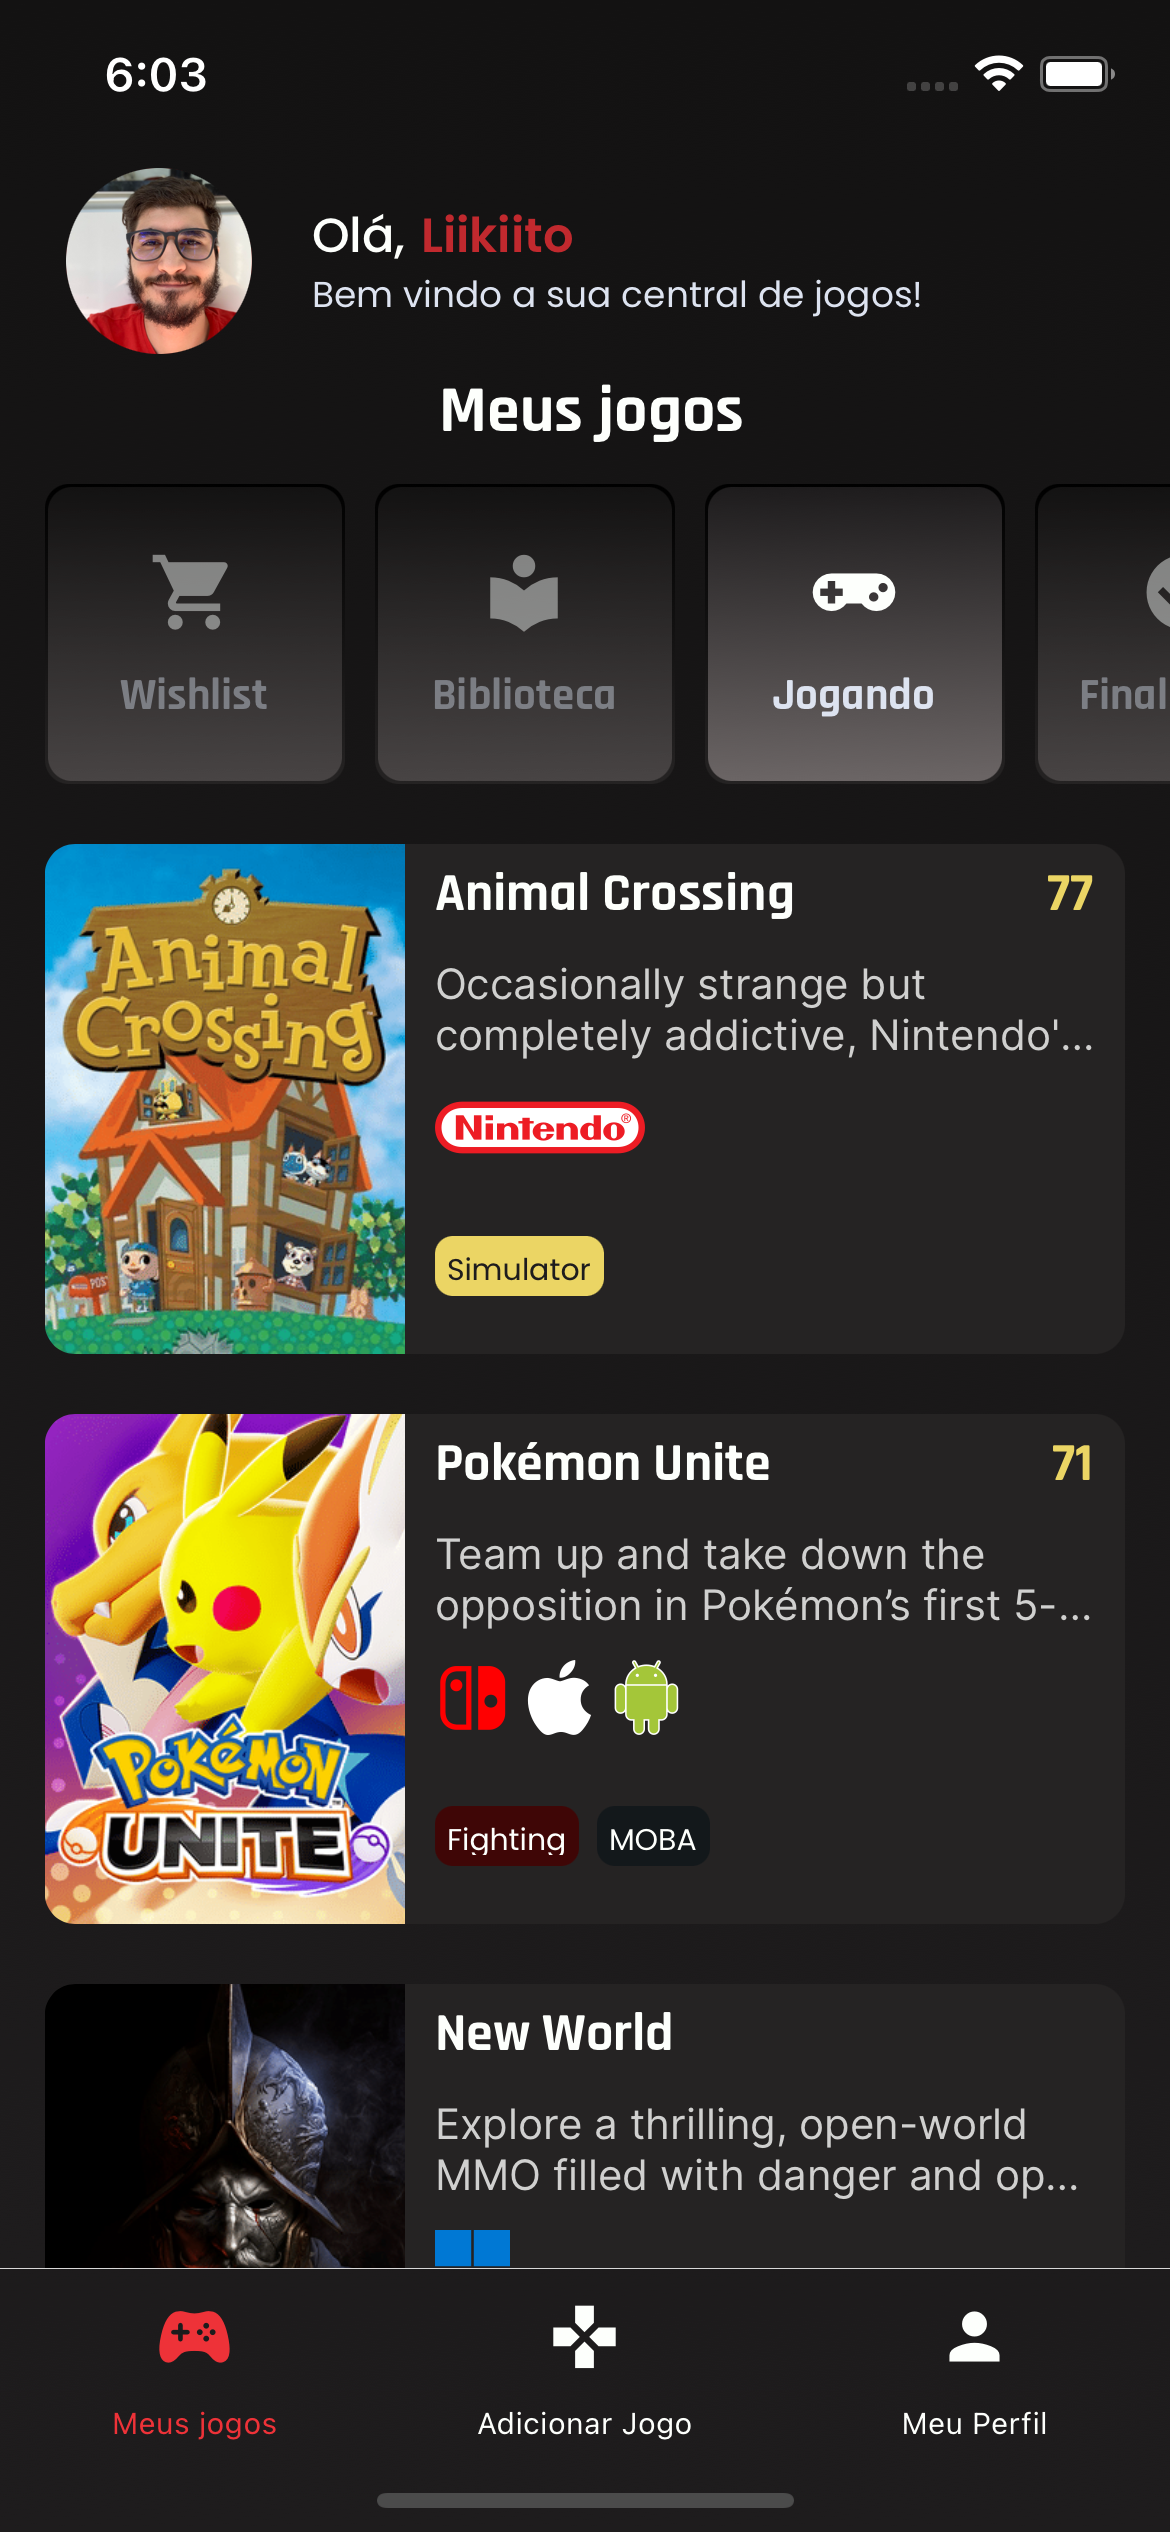 6:03
Olá, Liikiito
Bem vindo a sua central de jogos!
Meus jogos
Wishlist
Biblioteca
Jogando
Final
Animal
Crossing
POST
Animal Crossing
77
Occasionally strange but
completely addictive, Nintendo'...
Nintendo®
Simulator
POKéMON
UNITE
Pokémon Unite
71
Team up and take down the
opposition in Pokémon’s first 5-...
Fighting
MOBA
New World
Explore a thrilling, open-world
MMO filled with danger and op...
Meus jogos
Adicionar Jogo
Meu Perfil